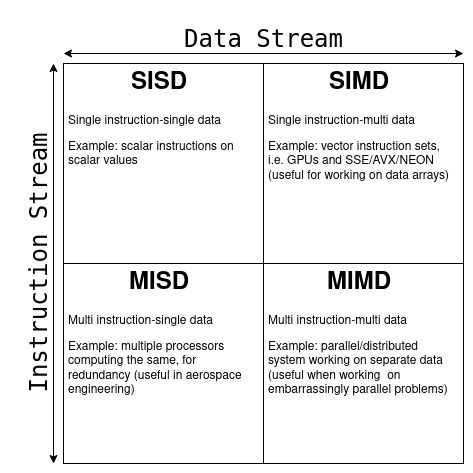 Data Stream
Instruction Stream
SISD
Single instruction-single data
Example: scalar instructions on
scalar values
SIMD
Single instruction-multi data
Example: vector instruction sets,
i.e. GPUs and SSE/AVX/NEON
(useful for working on data arrays)
MISD
Multi instruction-single data
Example: multiple processors
computing the same, for
redundancy (useful in aerospace
engineering)
MIMD
Multi instruction-multi data
Example: parallel/distributed
system working on separate data
(useful when working  on
embarrassingly parallel problems)